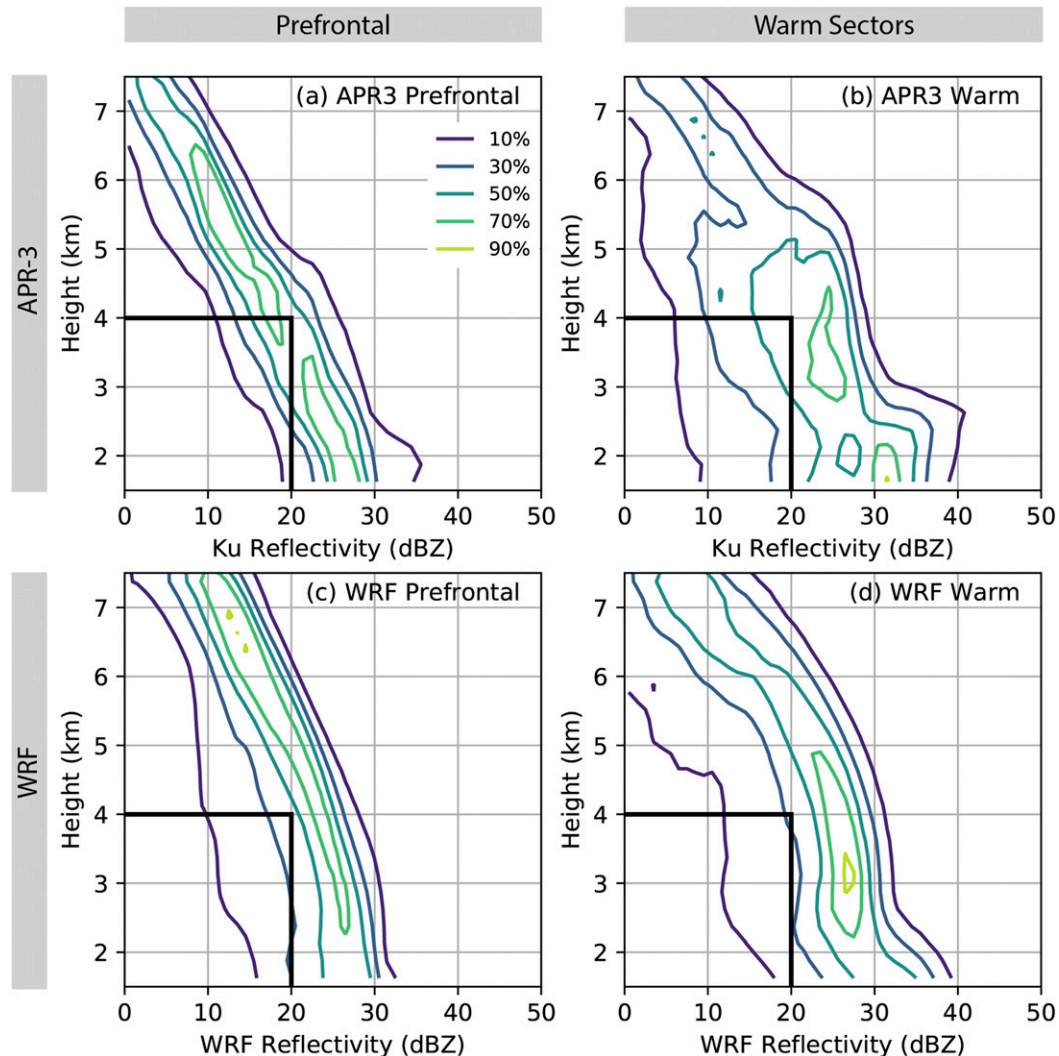 Prefrontal
Warm Sectors
APR-3
WRF
(a) APR3 Prefrontal
10%
30%
50%
70%
90%
Height (km)
7
6
5
4
3
2
0 10 20 30 40 50
Ku Reflectivity (dBZ)
(b) APR3 Warm
Height (km)
7
6
5
4
3
2
0 10 20 30 40 50
Ku Reflectivity (dBZ)
(c) WRF Prefrontal
Height (km)
7
6
5
4
3
2
0 10 20 30 40 50
WRF Reflectivity (dBZ)
(d) WRF Warm
Height (km)
7
6
5
4
3
2
0 10 20 30 40 50
WRF Reflectivity (dBZ)